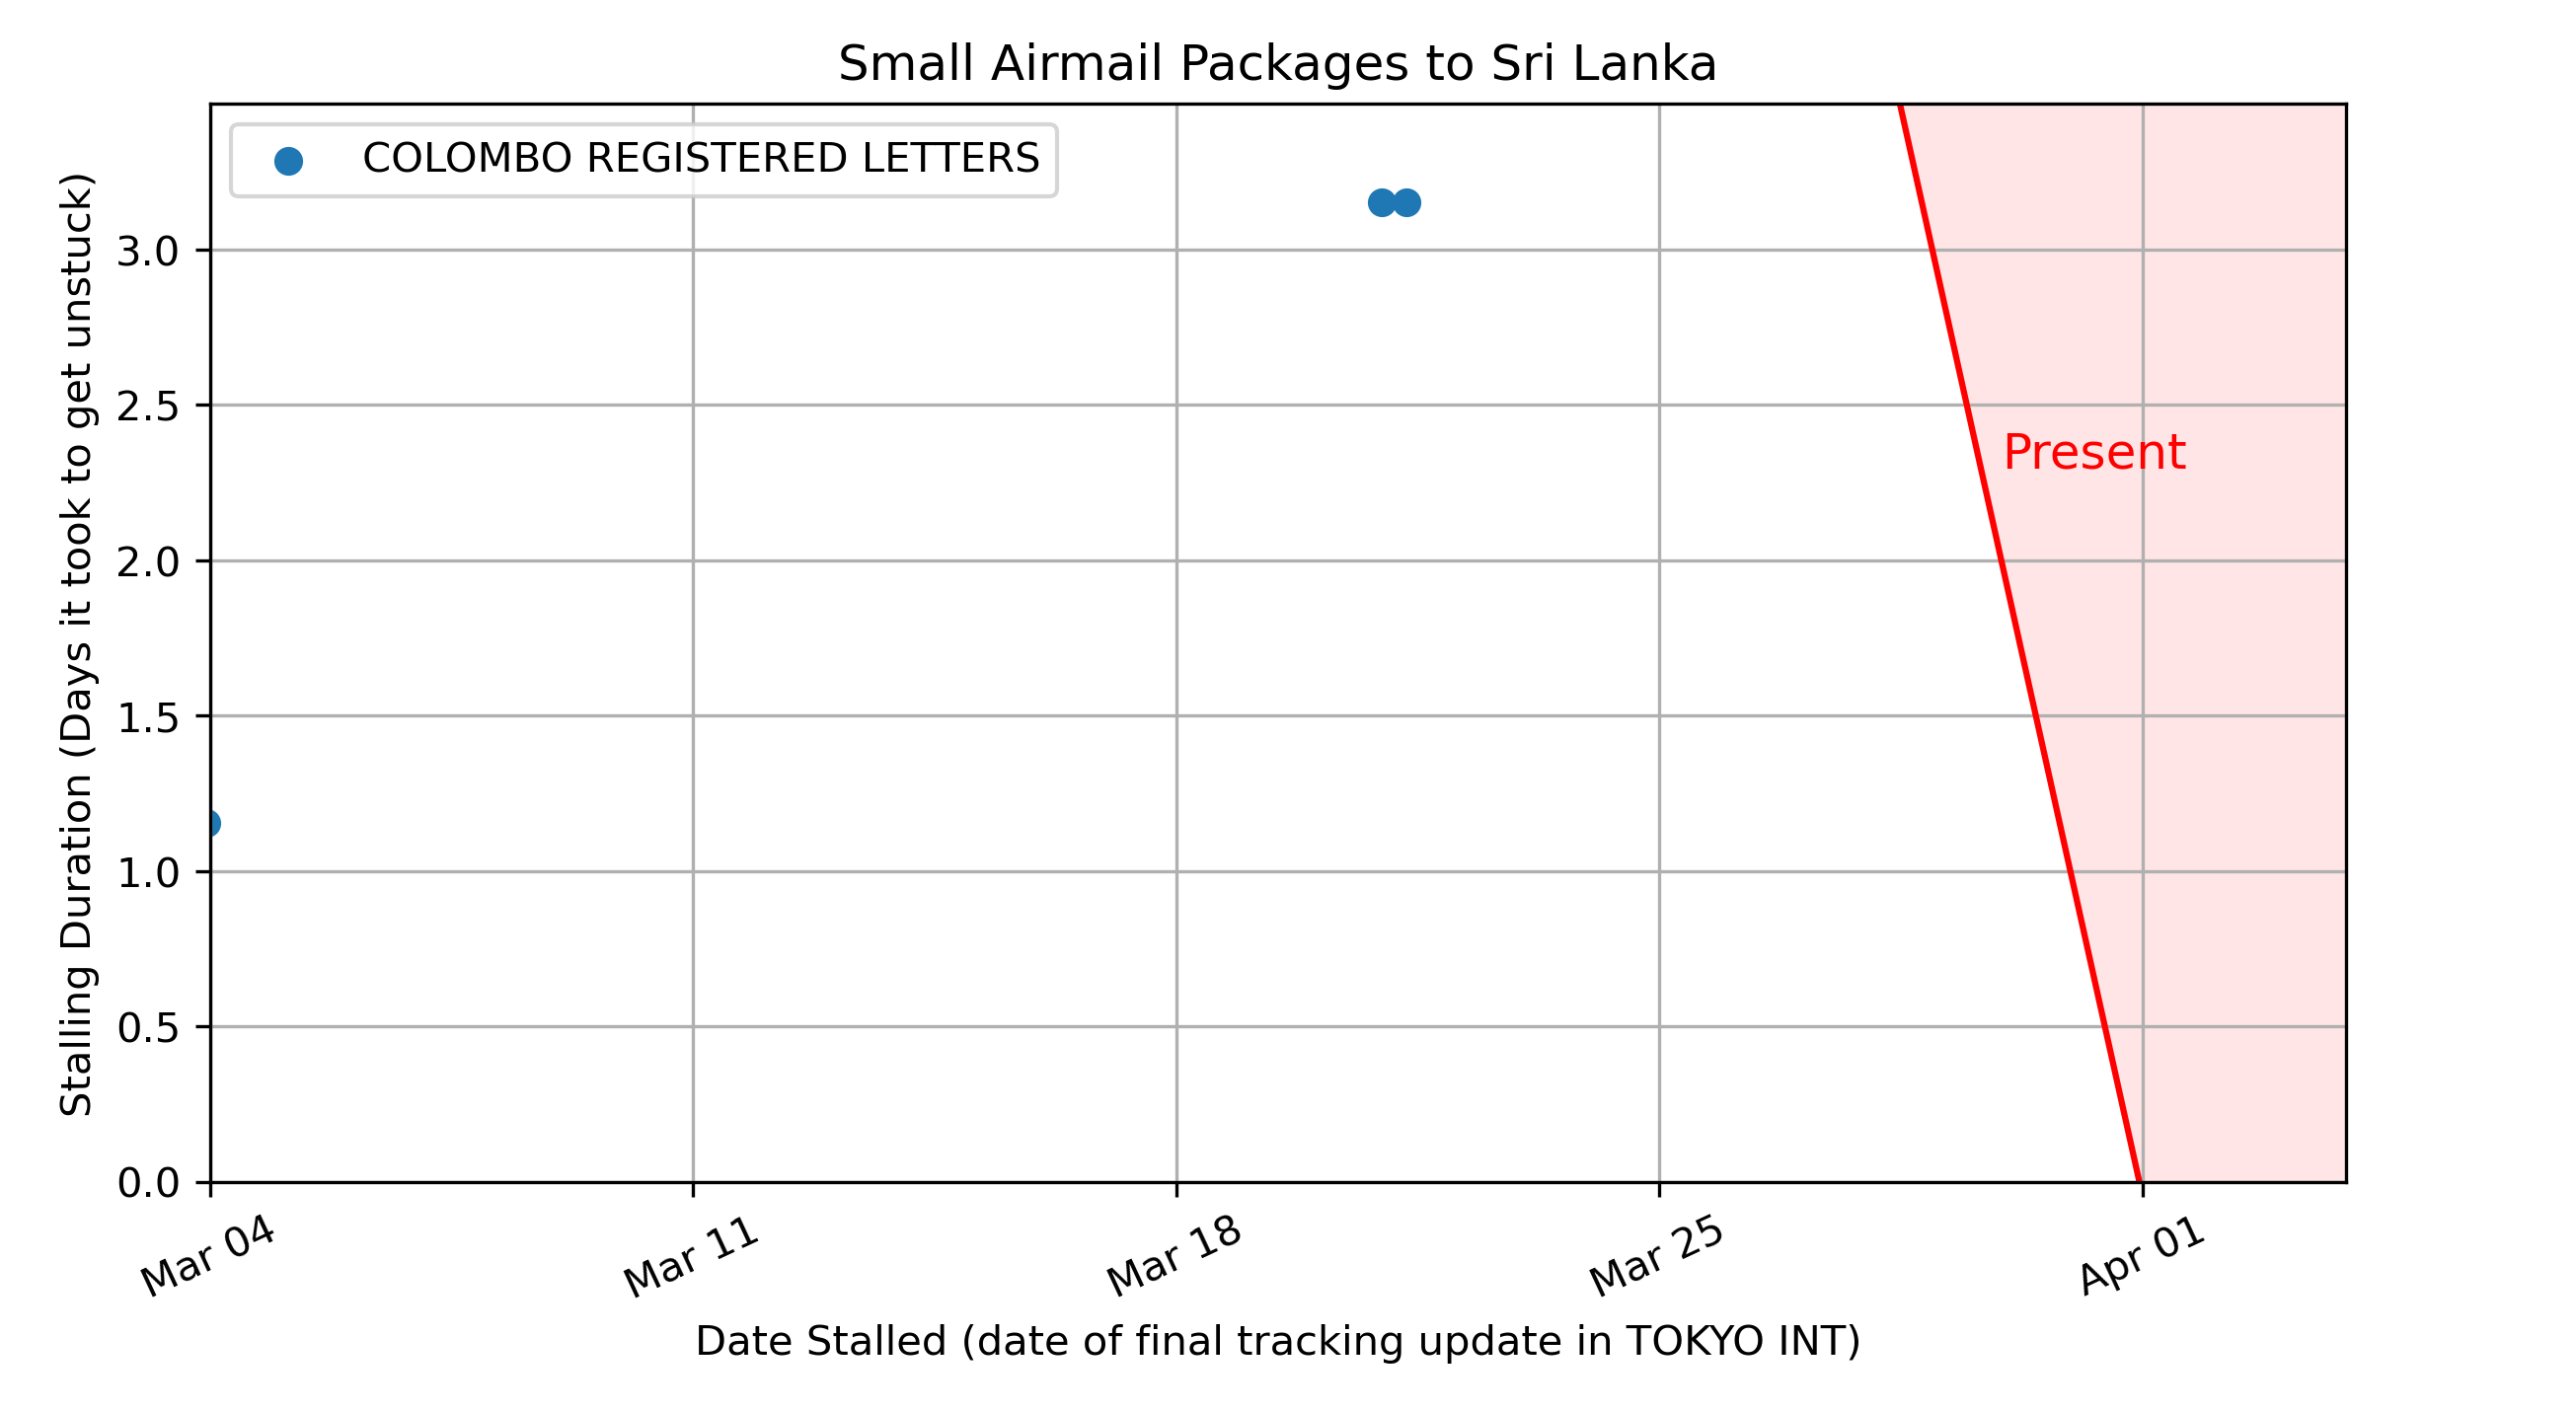 Small Airmail Packages to Sri Lanka
COLOMBO REGISTERED LETTERS
Stalling Duration (Days it took to get unstuck)
3.0
2.5
2.0
1.5
1.0
0.5
0.0
Present
Mar 04
Mar 11
Mar 18
Mar 25
Apr 01
Date Stalled (date of final tracking update in TOKYO INT)